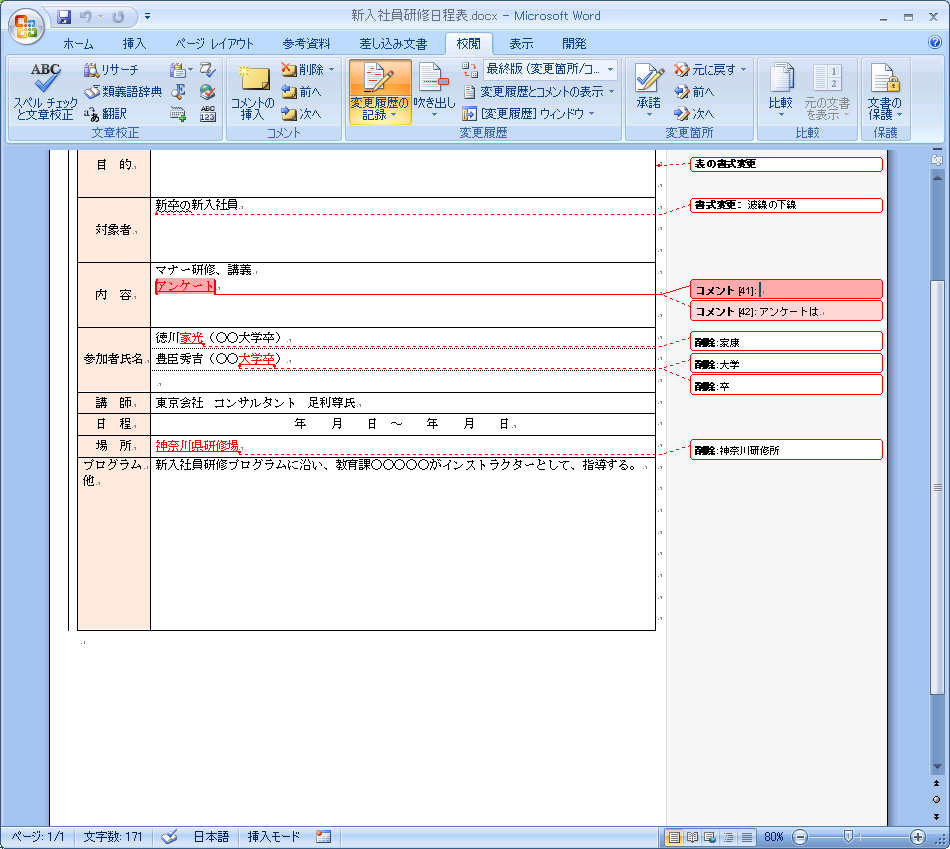 新入社員研修日程表.docx - Microsoft Word
ホーム 挿入 ページ レイアウト 参考資料 差し込み文書 校閲 表示 開発
ABC リサーチ 削除 最終版 (変更箇所/コ... 元に戻す
スペル チェックと文章校正 類義語辞典 コメントの挿入 前へ 変更履歴の記録 吹き出し 変更履歴とコメントの表示 承諾 前へ 比較 元の文書を表示 文書の保護
翻訳 ABC 123 次へ [変更履歴] ウィンドウ 次へ
文章校正 コメント 変更履歴 変更箇所 比較 保護
目 的 表の書式変更
対象者 新卒の新入社員 書式変更: 波線の下線
内 容 マナー研修、講義
アンケート コメント [41]:
コメント [42]: アンケートは
参加者氏名 徳川家光（○○大学卒） 削除: 家康
豊臣秀吉（○○大学卒） 削除: 大学
削除: 卒
講 師 東京会社 コンサルタント 足利尊氏
日 程 年 月 日 ～ 年 月 日
場 所 神奈川県研修場 削除: 神奈川研修所
プログラム他 新入社員研修プログラムに沿い、教育課○○○○○がインストラクターとして、指導する。
ページ: 1/1 文字数: 171 日本語 挿入モード 80%